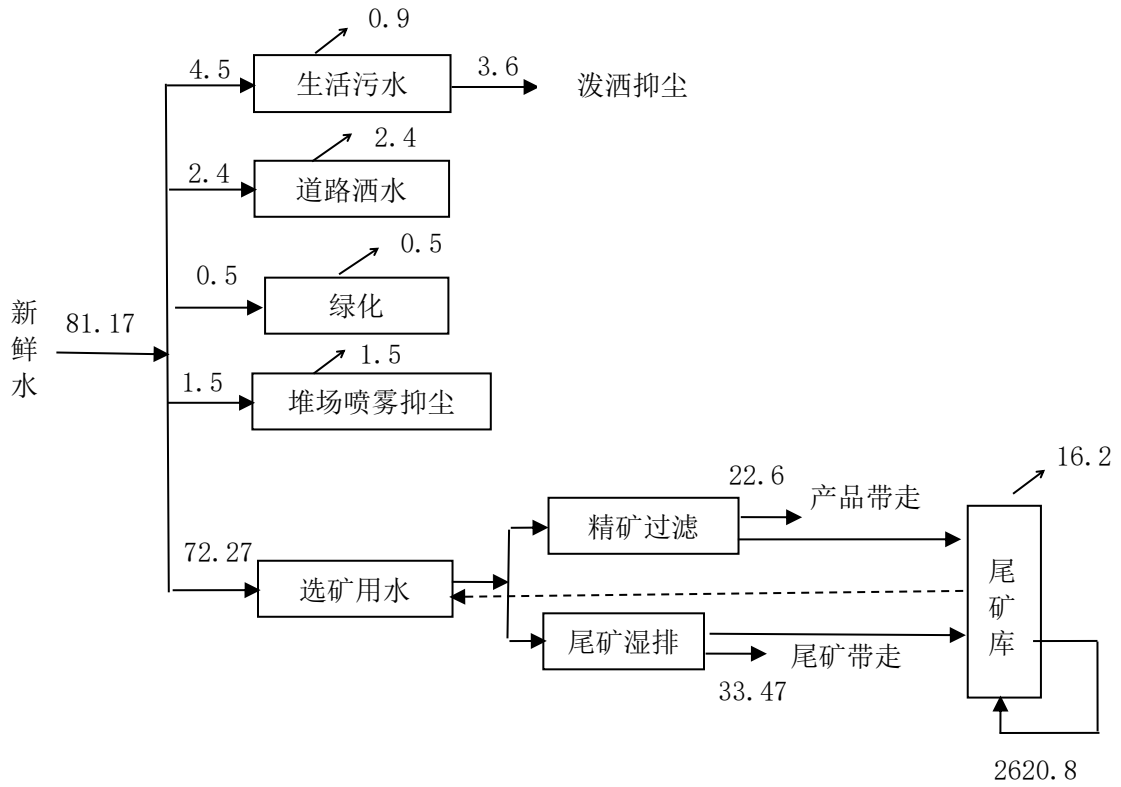 0.9
4.5
生活污水
3.6
泼洒抑尘
2.4
2.4
道路洒水
0.5
0.5
绿化
新鲜水
81.17
1.5
1.5
堆场喷雾抑尘
16.2
22.6
产品带走
精矿过滤
72.27
选矿用水
尾矿库
尾矿湿排
尾矿带走
33.47
2620.8